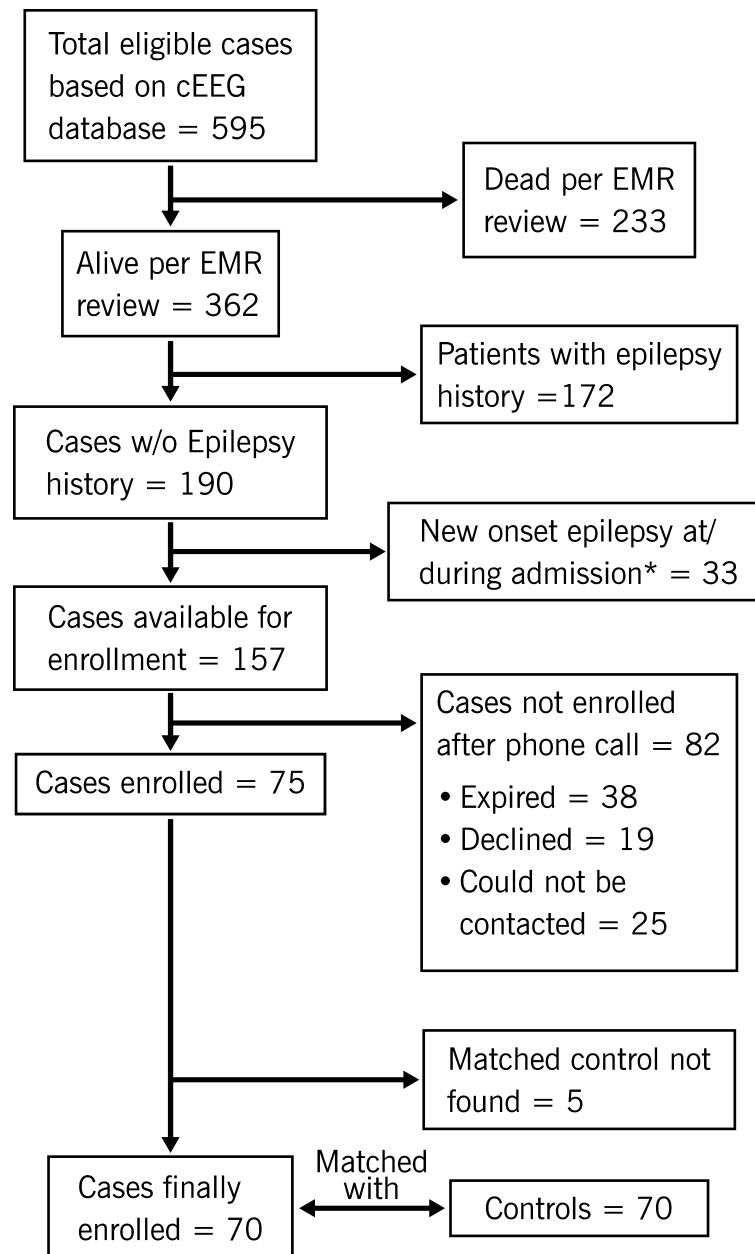 Total eligible cases
based on cEEG
database = 595
Dead per EMR
review = 233
Alive per EMR
review = 362
Patients with epilepsy
history =172
Cases w/o Epilepsy
history = 190
New onset epilepsy at/
during admission* = 33
Cases available for
enrollment = 157
Cases not enrolled
after phone call = 82
• Expired = 38
• Declined = 19
• Could not be
contacted = 25
Cases enrolled = 75
Matched control not
found = 5
Cases finally
enrolled = 70
Matched
with
Controls = 70